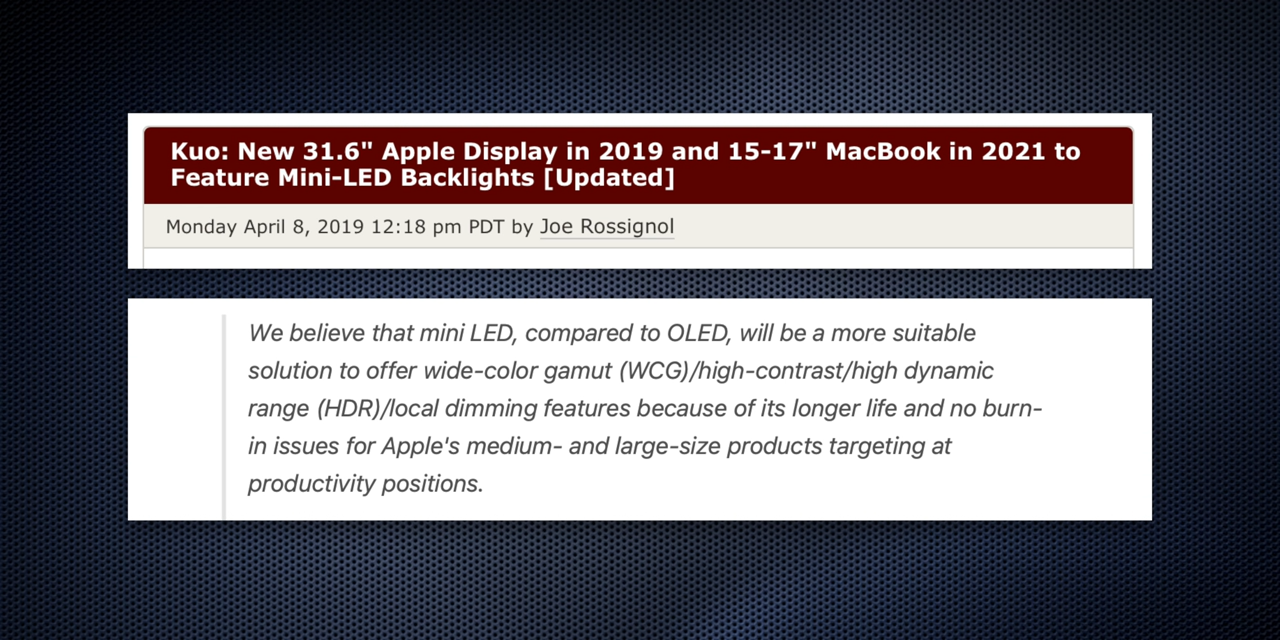 Kuo: New 31.6" Apple Display in 2019 and 15-17" MacBook in 2021 to
Feature Mini-LED Backlights [Updated]
Monday April 8, 2019 12:18 pm PDT by Joe Rossignol
We believe that mini LED, compared to OLED, will be a more suitable
solution to offer wide-color gamut (WCG)/high-contrast/high dynamic
range (HDR)/local dimming features because of its longer life and no burn-
in issues for Apple's medium- and large-size products targeting at
productivity positions.